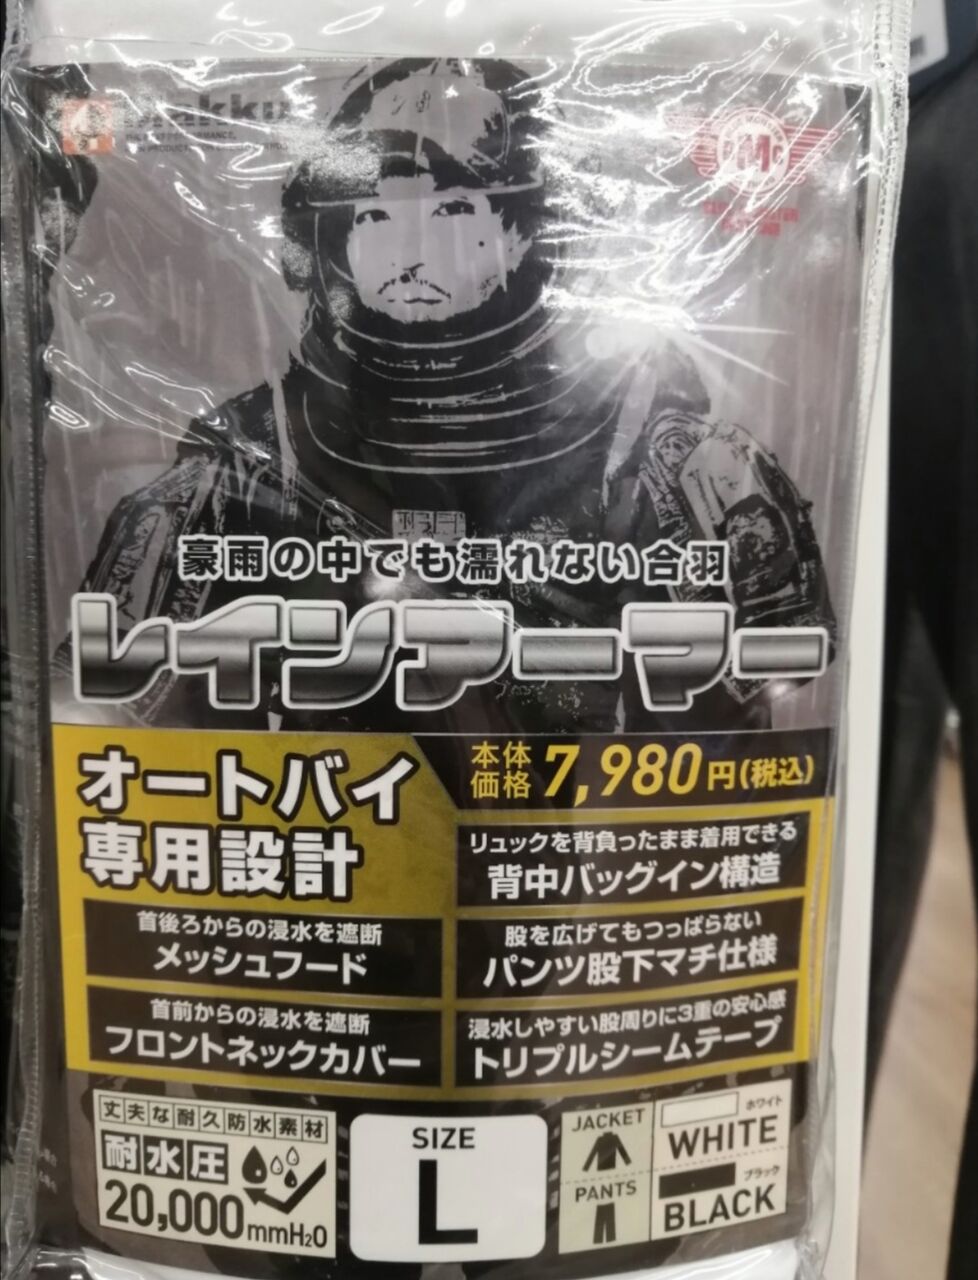 豪雨の中でも濡れない合羽
レインアーマー
オートバイ
専用設計
本体
価格 7,980円(税込)
リュックを背負ったまま着用できる
背中バッグイン構造
首後ろからの浸水を遮断
メッシュフード
股を広げてもつっぱらない
パンツ股下マチ仕様
首前からの浸水を遮断
フロントネックカバー
浸水しやすい股周りに3重の安心感
トリプルシームテープ
丈夫な耐久防水素材
耐水圧
20,000mmH2O
SIZE
L
JACKET
PANTS
ホワイト
WHITE
ブラック
BLACK